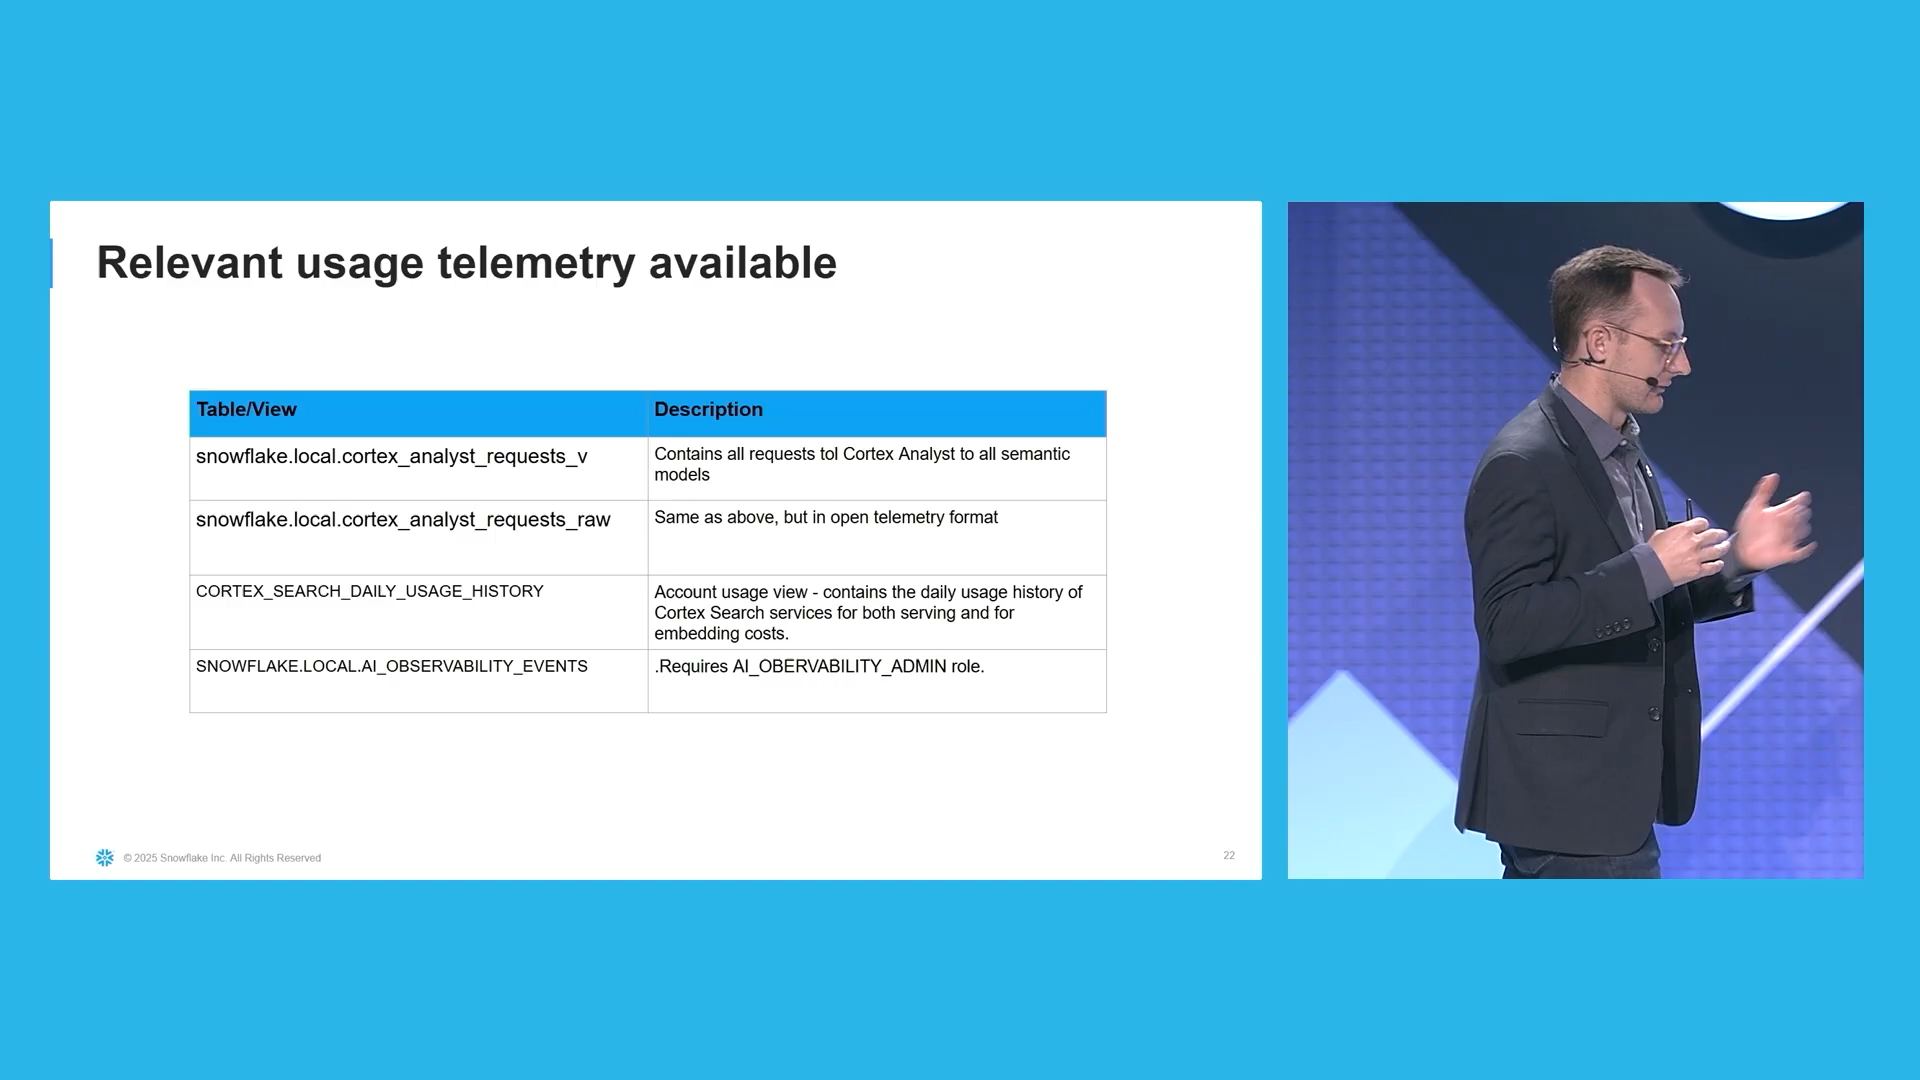 Relevant usage telemetry available
Table/View
Description
snowflake.local.cortex_analyst_requests_v
Contains all requests tol Cortex Analyst to all semantic
models
snowflake.local.cortex_analyst_requests_raw
Same as above, but in open telemetry format
CORTEX_SEARCH_DAILY_USAGE_HISTORY
Account usage view - contains the daily usage history of
Cortex Search services for both serving and for
embedding costs.
SNOWFLAKE.LOCAL.AI_OBSERVABILITY_EVENTS
.Requires AI_OBERVABILITY_ADMIN role.
© 2025 Snowflake Inc. All Rights Reserved
22